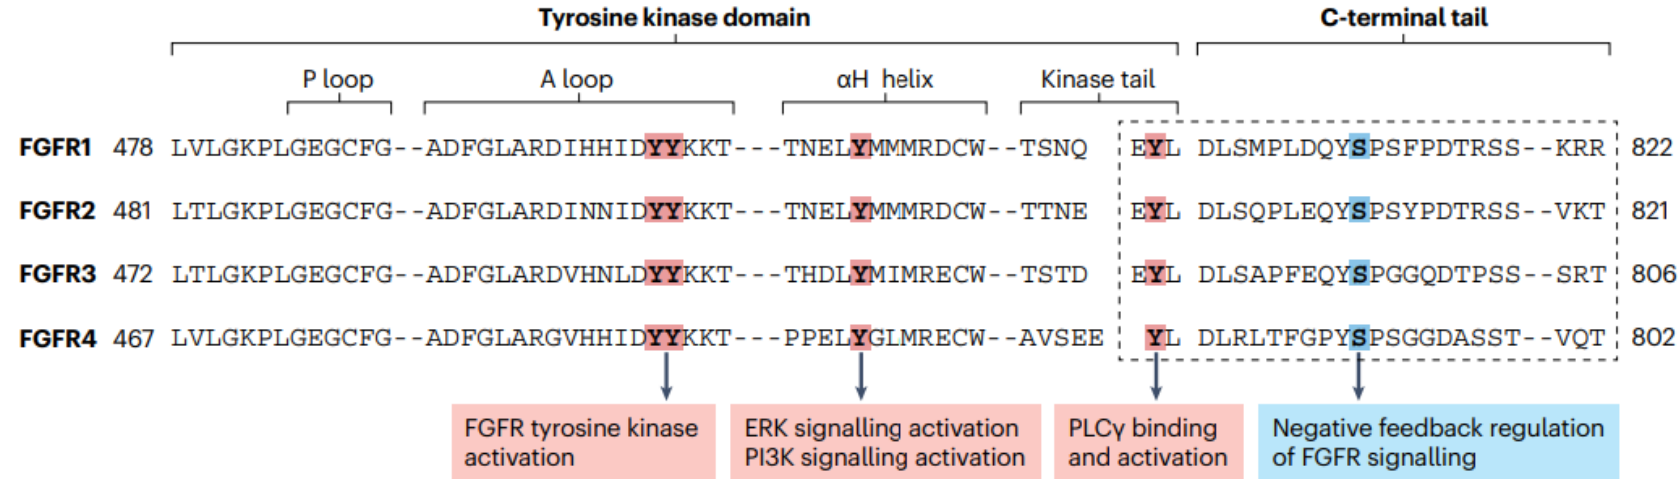 Tyrosine kinase domain C-terminal tail
P loop A loop αH helix Kinase tail
FGFR1 478 LVLGKPLGEGCFG--ADFGLARDIHHIDYYKKT---TNELYMMMRDCW--TSNQ EYL DLSMPLDQYSPSFPDTRSS--KRR 822
FGFR2 481 LTLGKPLGEGCFG--ADFGLARDINNIDYYKKT---TNELYMMMRDCW--TTNE EYL DLSQPLEQYSPSYPDTRSS--VKT 821
FGFR3 472 LTLGKPLGEGCFG--ADFGLARDVHNLDYYKKT---THDLYMIMRECW--TSTD EYL DLSAPFEQYSPGGQDTPSS--SRT 806
FGFR4 467 LVLGKPLGEGCFG--ADFGLARGVHHIDYYKKT---PPELYGLMRECW--AVSEE YL DLRLTFGPYSPSGGDASST--VQT 802
FGFR tyrosine kinase
activation
ERK signalling activation
PI3K signalling activation
PLCγ binding
and activation
Negative feedback regulation
of FGFR signalling